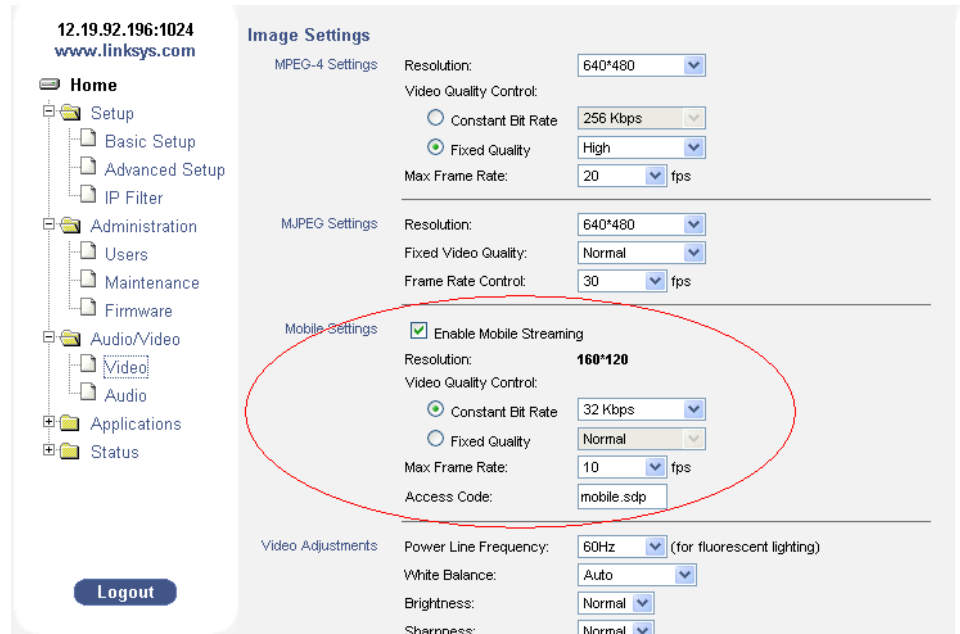 12.19.92.196:1024
www.linksys.com
Home
Setup
Basic Setup
Advanced Setup
IP Filter
Administration
Users
Maintenance
Firmware
Audio/Video
Video
Audio
Applications
Status
Logout
Image Settings
MPEG-4 Settings Resolution: 640*480
Video Quality Control:
Constant Bit Rate 256 Kbps
Fixed Quality High
Max Frame Rate: 20 fps
MJPEG Settings Resolution: 640*480
Fixed Video Quality: Normal
Frame Rate Control: 30 fps
Mobile Settings Enable Mobile Streaming
Resolution: 160*120
Video Quality Control:
Constant Bit Rate 32 Kbps
Fixed Quality Normal
Max Frame Rate: 10 fps
Access Code: mobile.sdp
Video Adjustments Power Line Frequency: 60Hz (for fluorescent lighting)
White Balance: Auto
Brightness: Normal
Sharpness: Normal